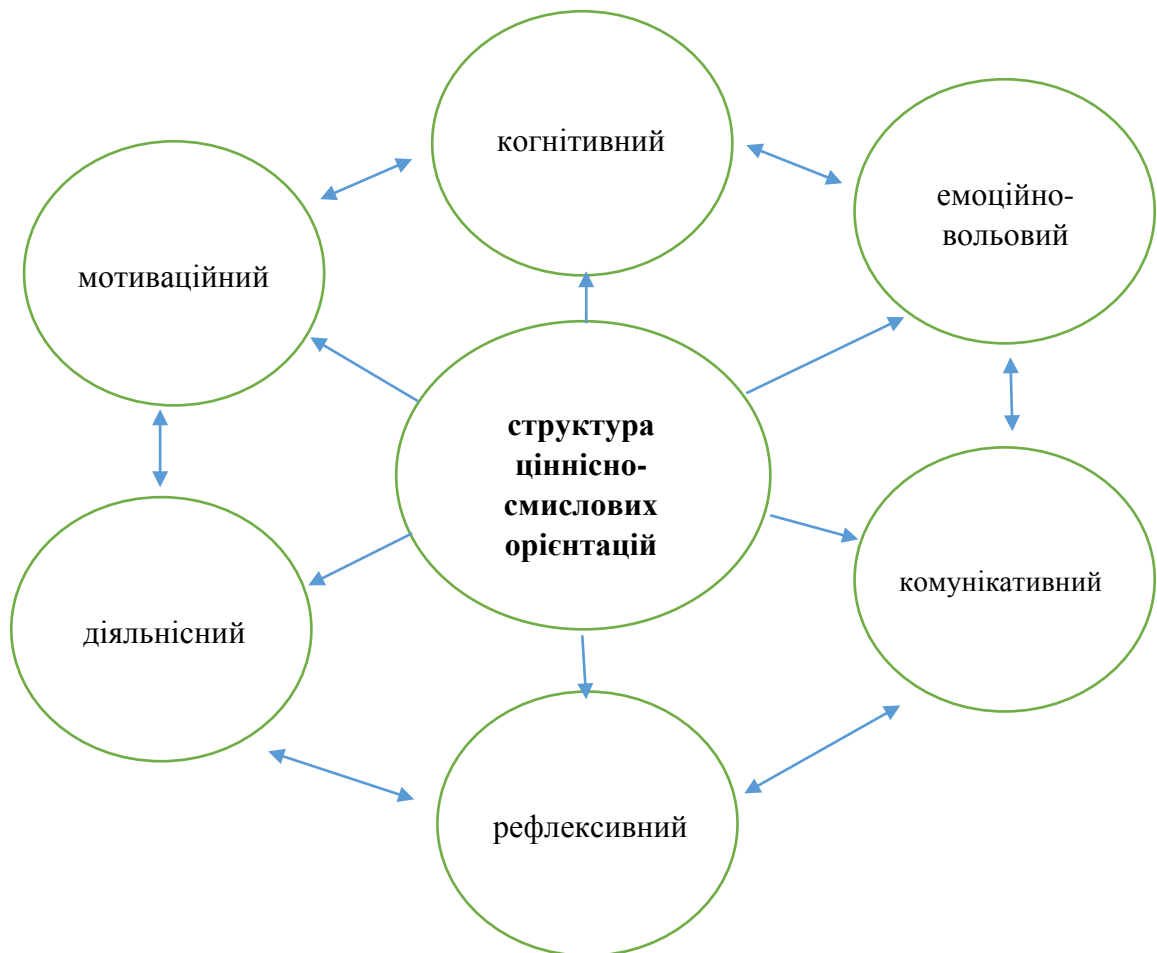 когнітивний
емоційно-
вольовий
мотиваційний
структура
ціннісно-
смислових
орієнтацій
комунікативний
діяльнісний
рефлексивний